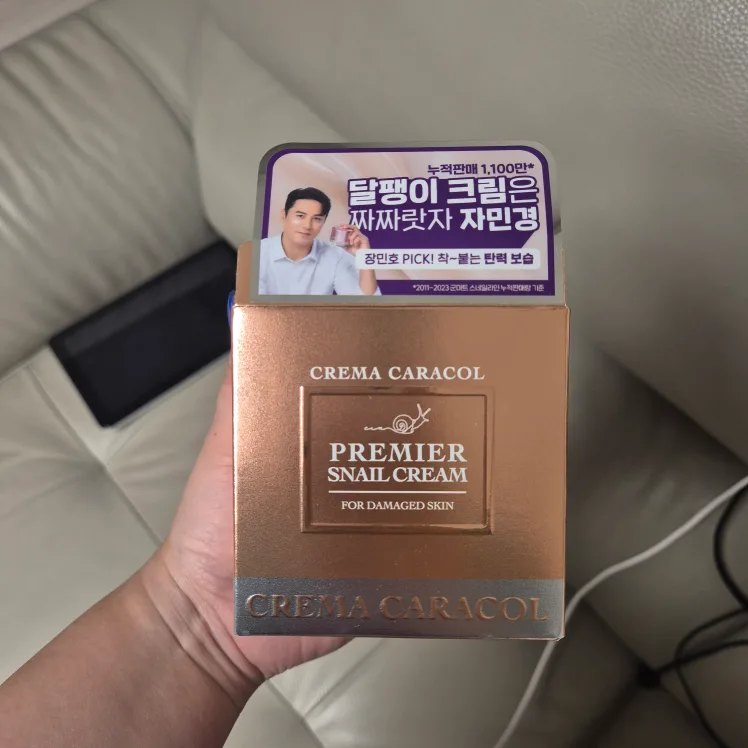 누적판매 1,100만*
달팽이 크림은
짜짜랏자 자민경
장민호 PICK! 착~붙는 탄력 보습
*2011~2023 군마트 스네일라인 누적판매량 기준
CREMA CARACOL
PREMIER
SNAIL CREAM
FOR DAMAGED SKIN
CREMA CARACOL